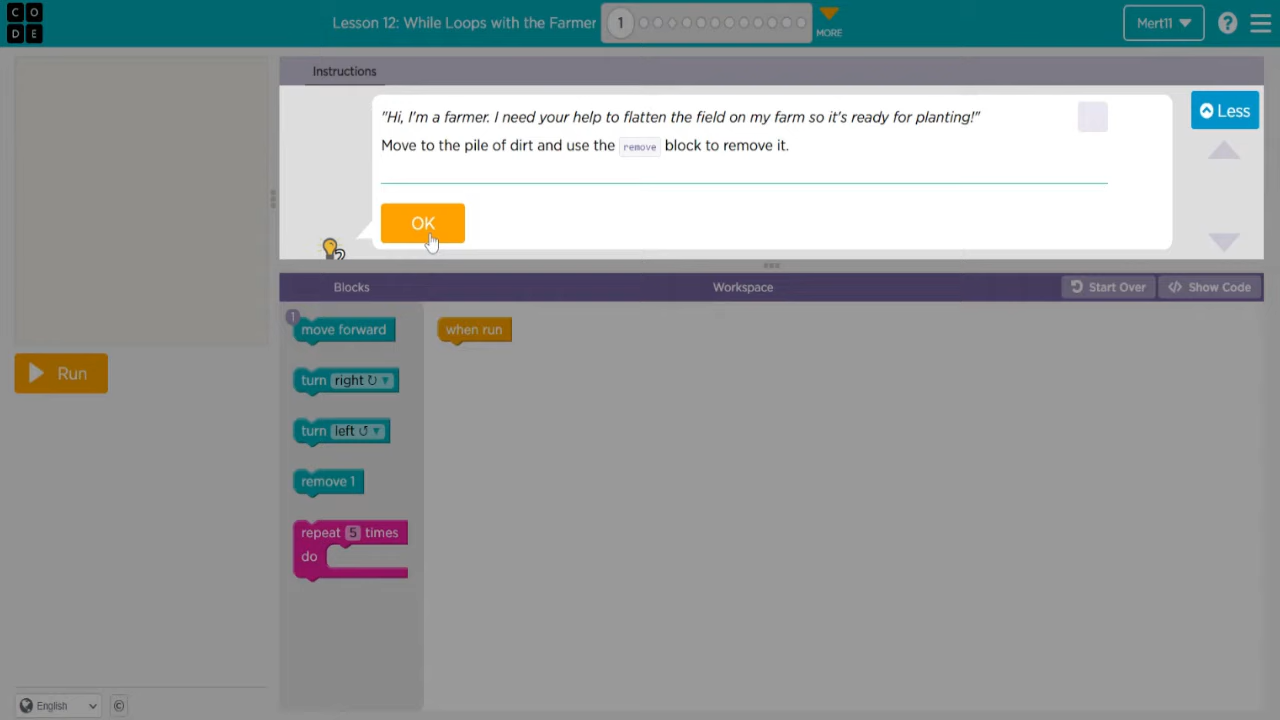 C O
D E
Lesson 12: While Loops with the Farmer
1
MORE
Mert11
?
Instructions
"Hi, I'm a farmer. I need your help to flatten the field on my farm so it's ready for planting!"
Move to the pile of dirt and use the remove block to remove it.
Less
OK
2
Blocks
Workspace
Start Over
</> Show Code
1
move forward
when run
turn right ↻
Run
turn left ↺
remove 1
repeat 5 times
do
English
©